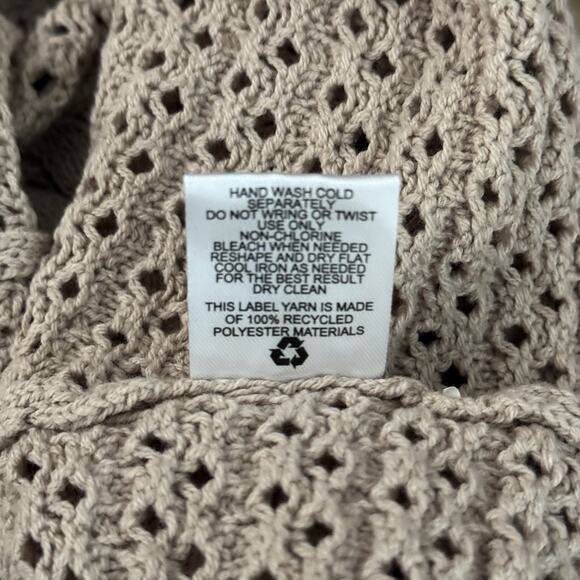 HAND WASH COLD
SEPARATELY
DO NOT WRING OR TWIST
USE ONLY
NON-CHLORINE
BLEACH WHEN NEEDED
RESHAPE AND DRY FLAT
COOL IRON AS NEEDED
FOR THE BEST RESULT
DRY CLEAN
THIS LABEL YARN IS MADE
OF 100% RECYCLED
POLYESTER MATERIALS